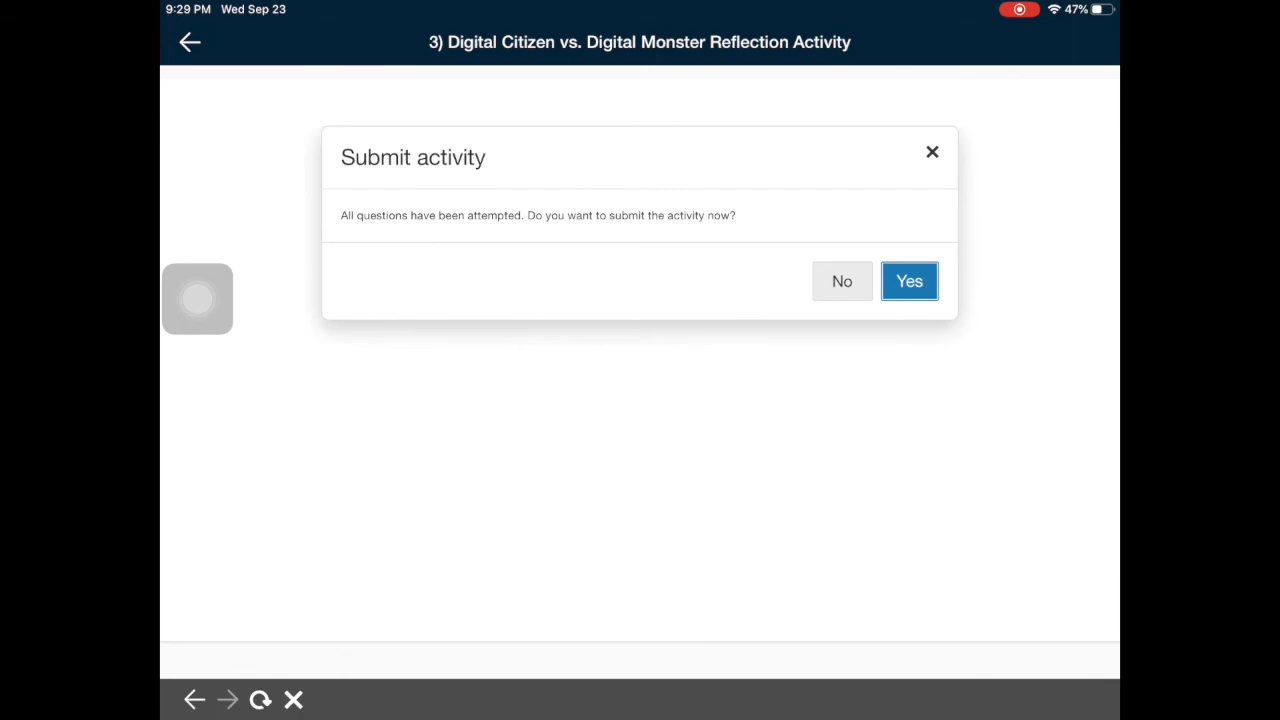 9:29 PM Wed Sep 23 47%
3) Digital Citizen vs. Digital Monster Reflection Activity
Submit activity
All questions have been attempted. Do you want to submit the activity now?
No Yes